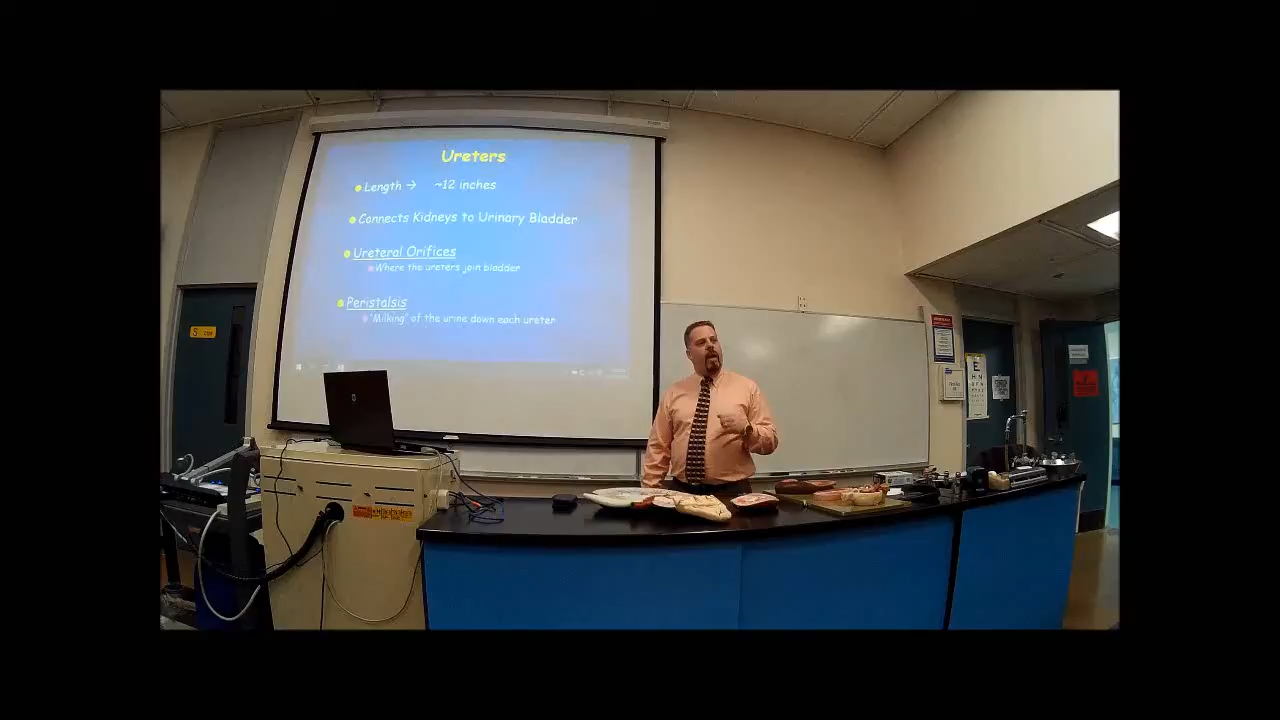 Ureters
Length → ~12 inches
Connects Kidneys to Urinary Bladder
Ureteral Orifices
Where the ureters join bladder
Peristalsis
"Milking" of the urine down each ureter
E